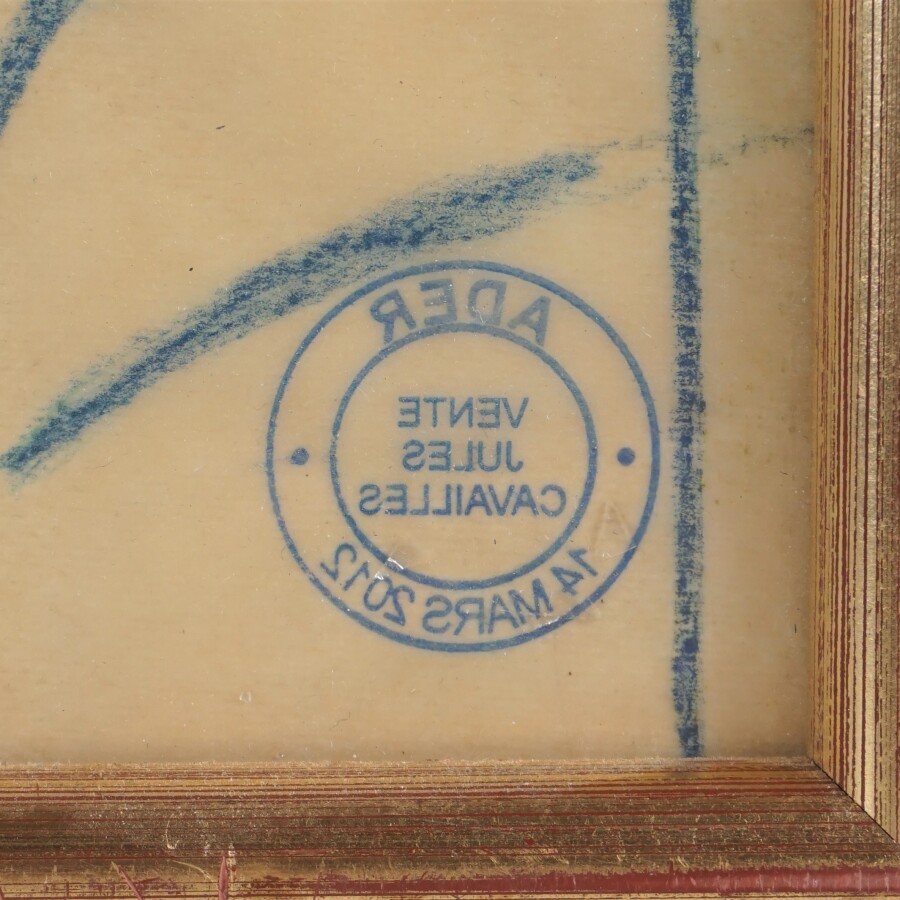 ADER
VENTE
JULES
CAVAILLES
14 MARS 2012